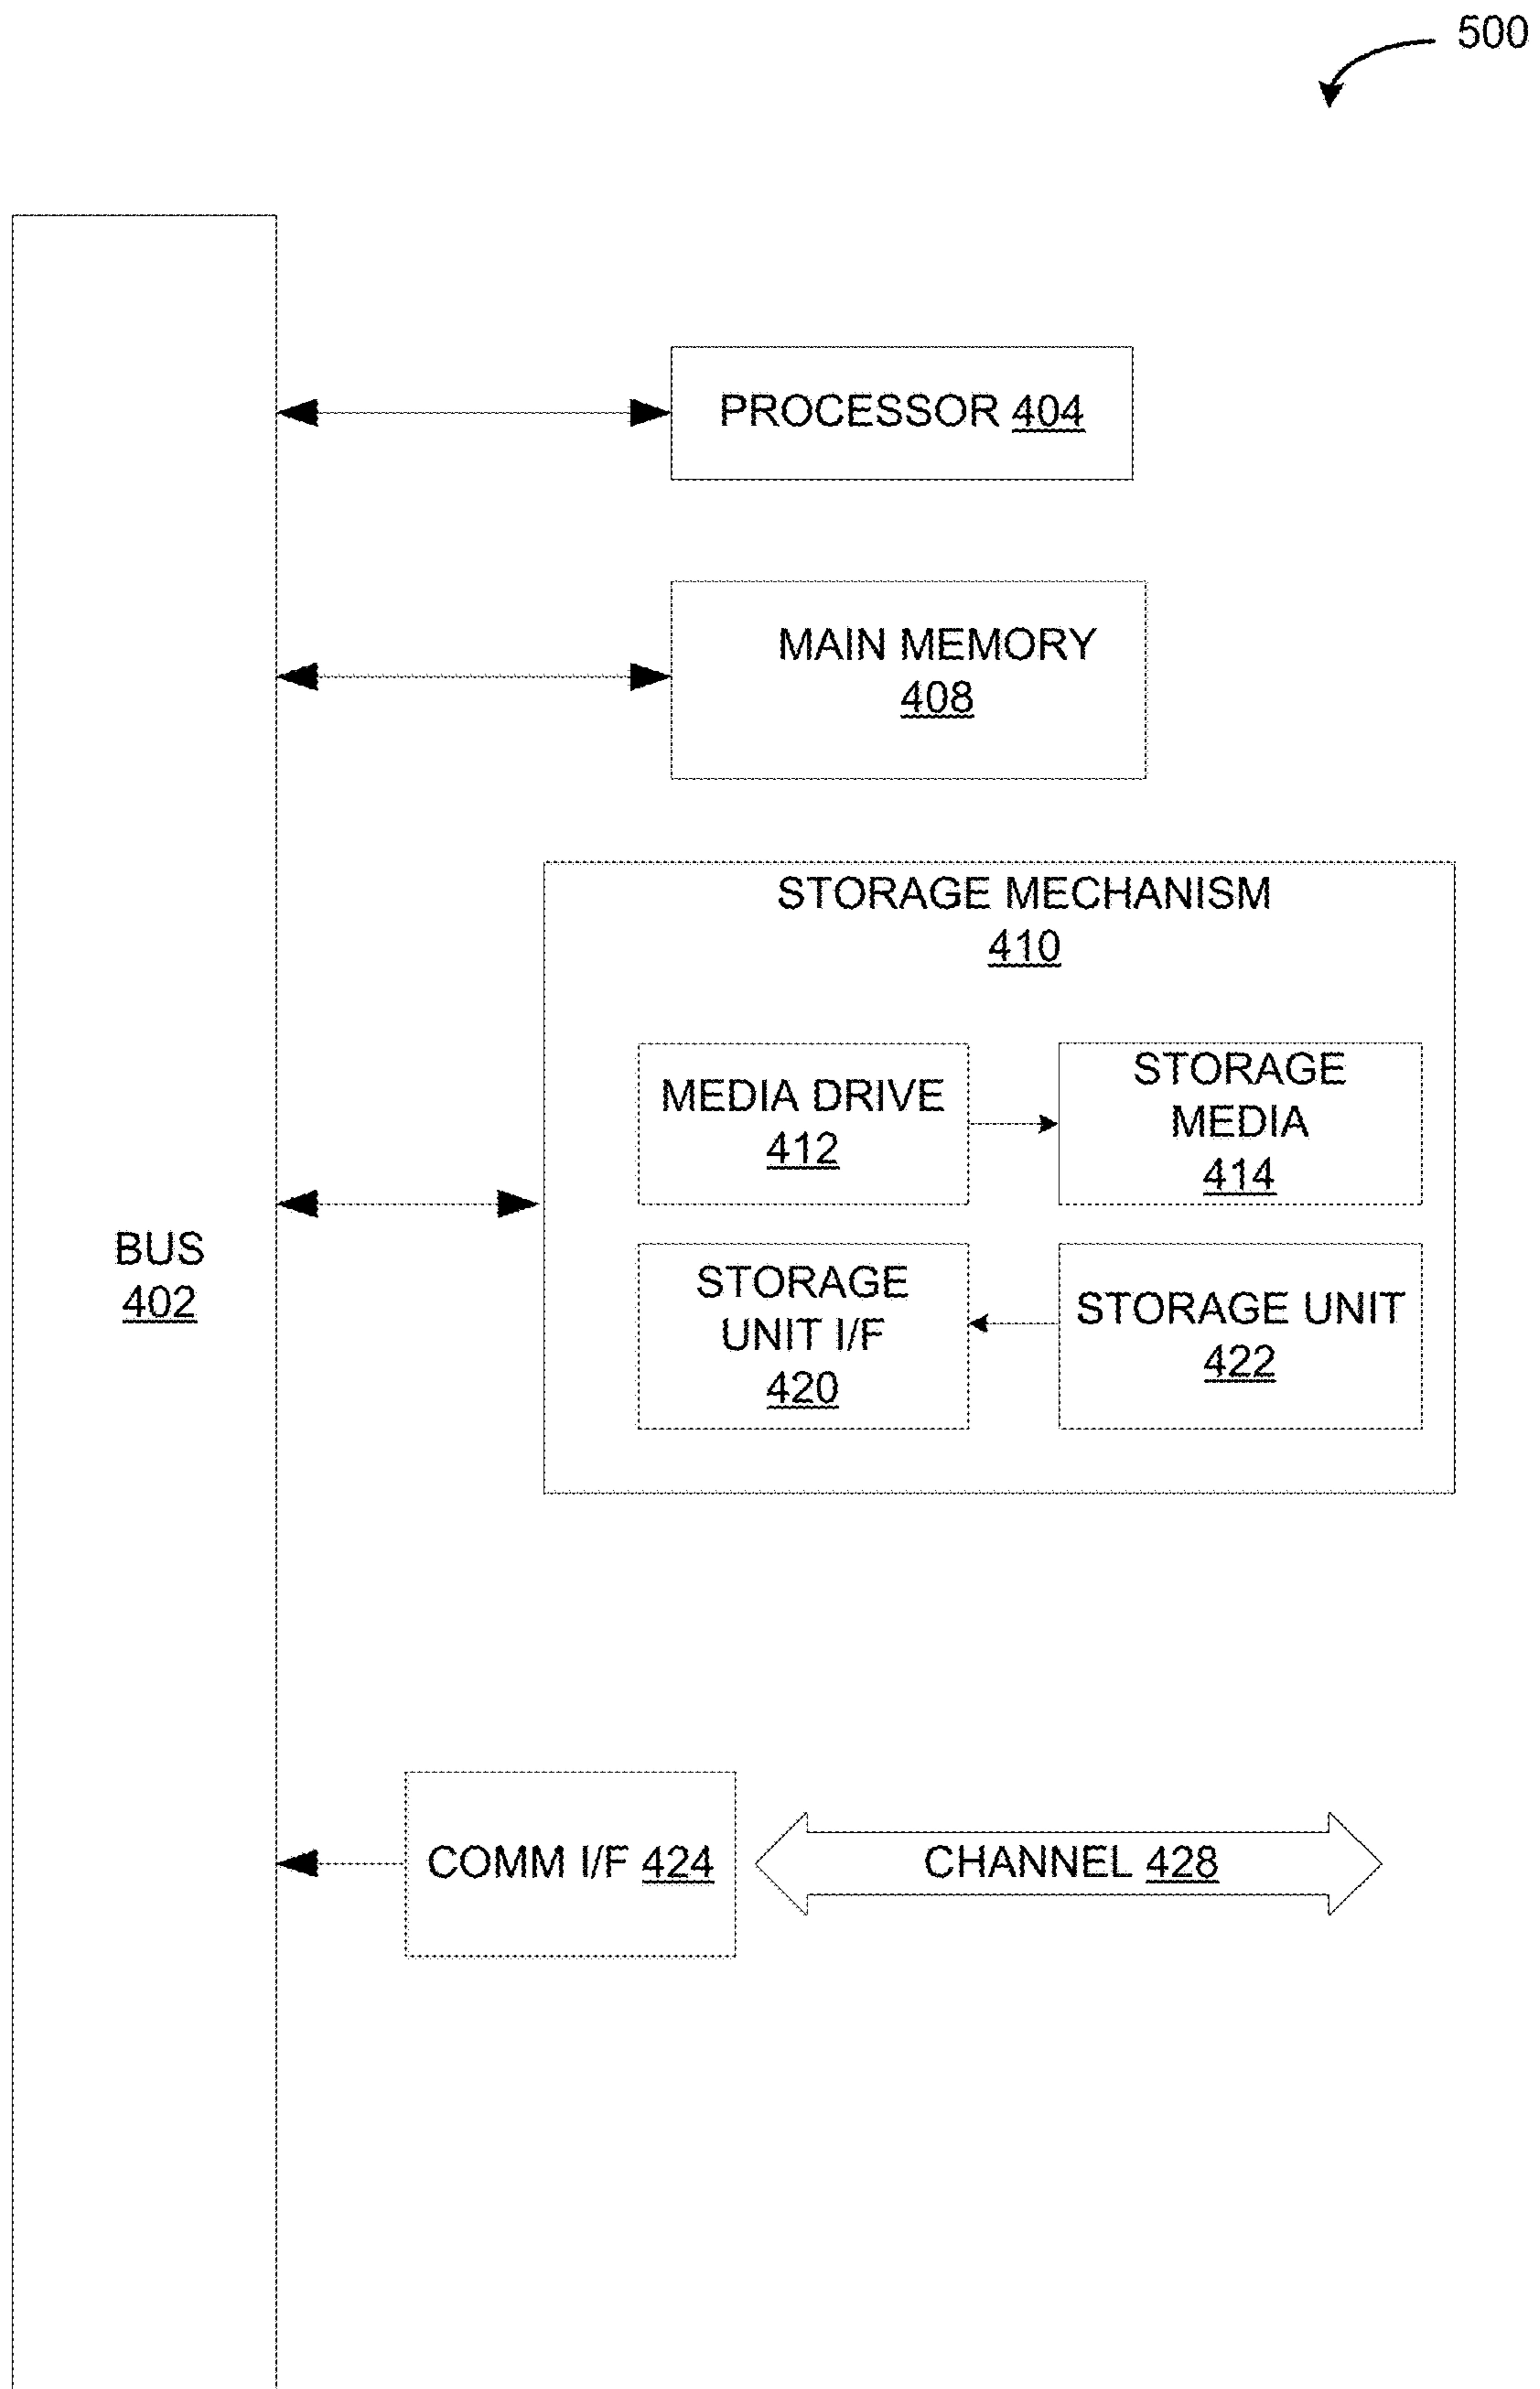 500
PROCESSOR 404
MAIN MEMORY
408
STORAGE MECHANISM
410
MEDIA DRIVE
412
STORAGE
MEDIA
414
BUS
402
STORAGE
UNIT I/F
420
STORAGE UNIT
422
COMM I/F 424
CHANNEL 428